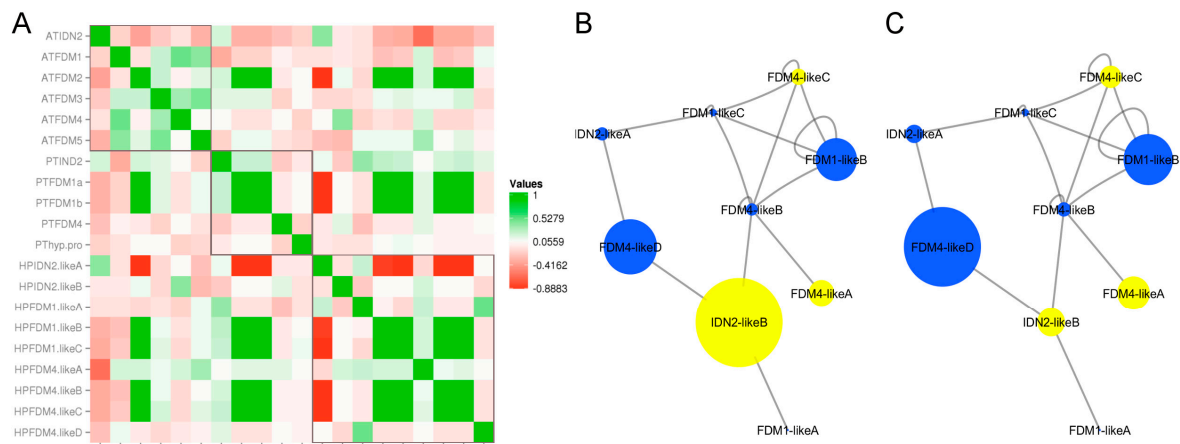 A
ATIDN2
ATFDM1
ATFDM2
ATFDM3
ATFDM4
ATFDM5
PTIND2
PTFDM1a
PTFDM1b
PTFDM4
PThyp.pro
HPIDN2.likeA
HPIDN2.likeB
HPFDM1.likeA
HPFDM1.likeB
HPFDM1.likeC
HPFDM4.likeA
HPFDM4.likeB
HPFDM4.likeC
HPFDM4.likeD
Values
1
0.5279
0.0559
-0.4162
-0.8883
B
FDM4-likeC
FDM1-likeC
IDN2-likeA
FDM1-likeB
FDM4-likeB
FDM4-likeD
FDM4-likeA
IDN2-likeB
FDM1-likeA
C
FDM4-likeC
FDM1-likeC
IDN2-likeA
FDM1-likeB
FDM4-likeB
FDM4-likeD
FDM4-likeA
IDN2-likeB
FDM1-likeA